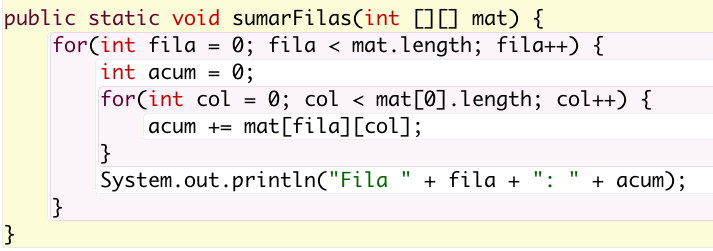 public static void sumarFilas(int [][] mat) {
for(int fila = 0; fila < mat.length; fila++) {
int acum = 0;
for(int col = 0; col < mat[0].length; col++) {
acum += mat[fila][col];
}
System.out.println("Fila " + fila + ": " + acum);
}
}